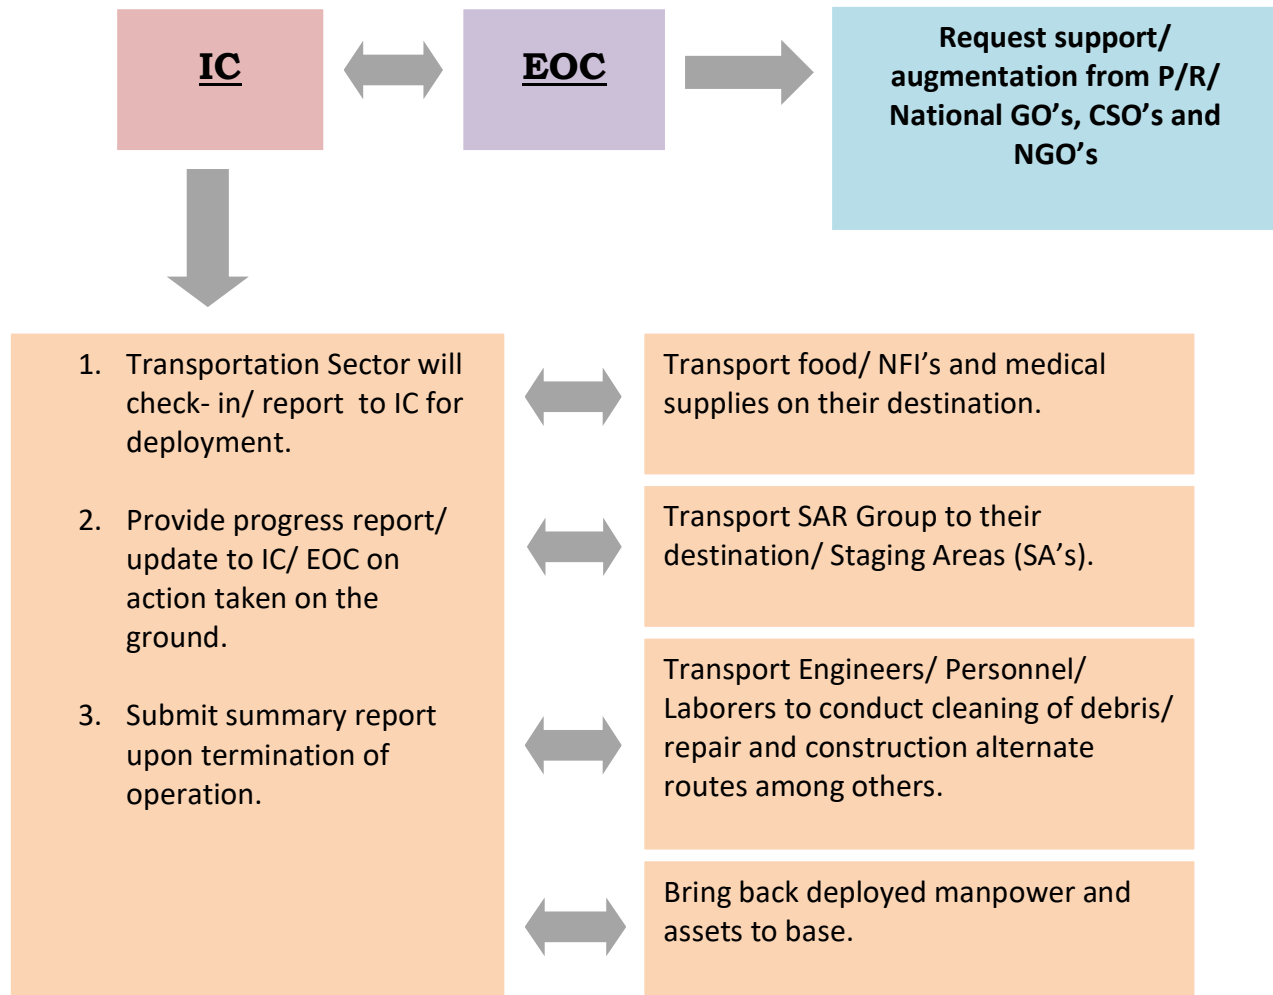 IC
EOC
Request support/
augmentation from P/R/
National GO’s, CSO’s and
NGO’s
1. Transportation Sector will
check- in/ report to IC for
deployment.
2. Provide progress report/
update to IC/ EOC on
action taken on the
ground.
3. Submit summary report
upon termination of
operation.
Transport food/ NFI’s and medical
supplies on their destination.
Transport SAR Group to their
destination/ Staging Areas (SA’s).
Transport Engineers/ Personnel/
Laborers to conduct cleaning of debris/
repair and construction alternate
routes among others.
Bring back deployed manpower and
assets to base.